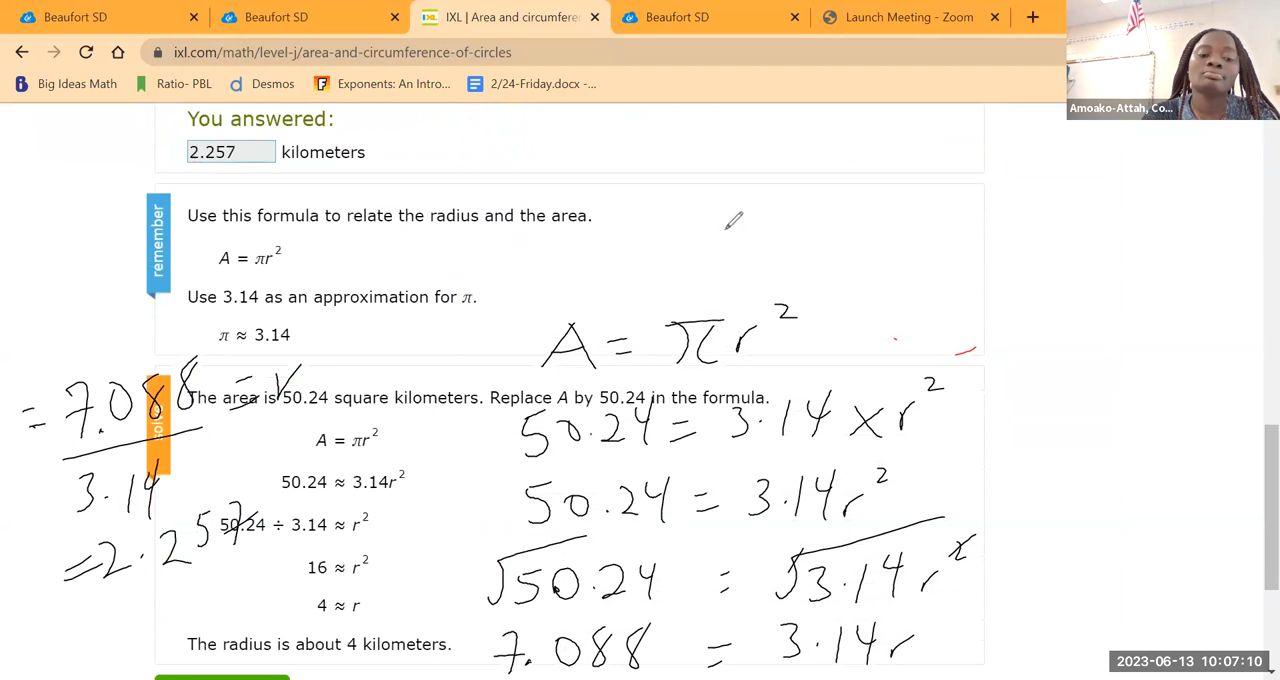 Beaufort SD
Beaufort SD
IXL | Area and circumfere
Beaufort SD
Launch Meeting - Zoom
ixl.com/math/level-j/area-and-circumference-of-circles
Big Ideas Math
Ratio- PBL
Desmos
Exponents: An Intro...
2/24-Friday.docx -...
Amoako-Attah, Co...
You answered:
2.257 kilometers
remember
Use this formula to relate the radius and the area.
A = πr²
Use 3.14 as an approximation for π.
π ≈ 3.14
The area is 50.24 square kilometers. Replace A by 50.24 in the formula.
A = πr²
50.24 ≈ 3.14r²
50.24 ÷ 3.14 ≈ r²
16 ≈ r²
4 ≈ r
The radius is about 4 kilometers.
A = πr²
50.24 = 3.14 x r²
50.24 = 3.14r²
√50.24 = √3.14r²
7.088 = 3.14r
= 7.088 = r
3.14
= 2.257
2023-06-13 10:07:10